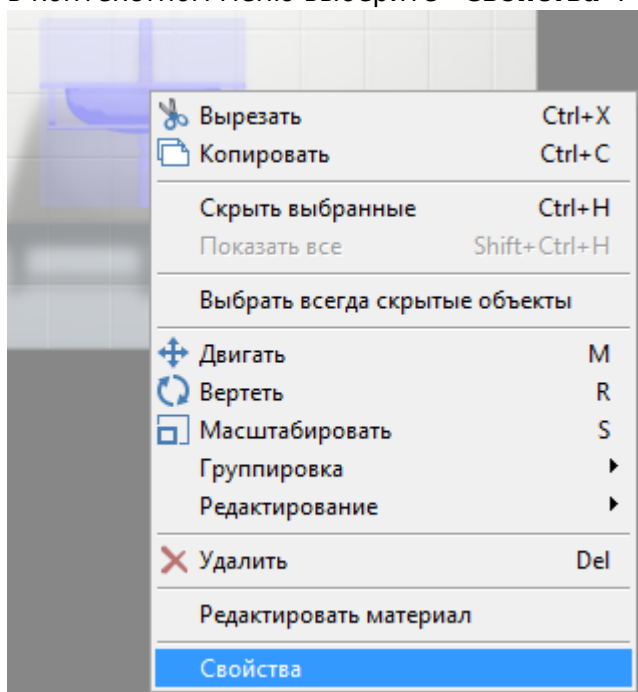 в контекстном меню выберите "Свойства".
Вырезать Ctrl+X
Копировать Ctrl+C
Скрыть выбранные Ctrl+H
Показать все Shift+Ctrl+H
Выбрать всегда скрытые объекты
Двигать M
Вертеть R
Масштабировать S
Группировка
Редактирование
Удалить Del
Редактировать материал
Свойства